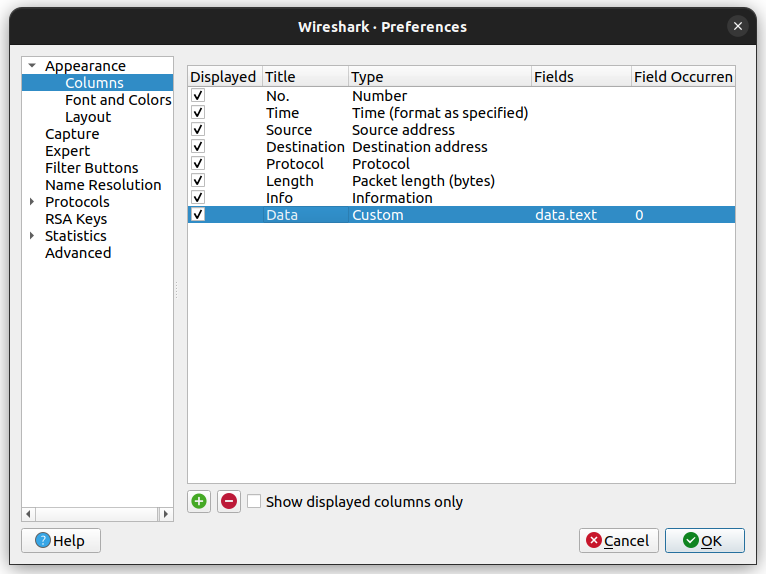 Wireshark · Preferences
Appearance
Columns
Font and Colors
Layout
Capture
Expert
Filter Buttons
Name Resolution
Protocols
RSA Keys
Statistics
Advanced
Displayed Title Type Fields Field Occurren
No. Number
Time Time (format as specified)
Source Source address
Destination Destination address
Protocol Protocol
Length Packet length (bytes)
Info Information
Data Custom data.text 0
Show displayed columns only
Help Cancel OK